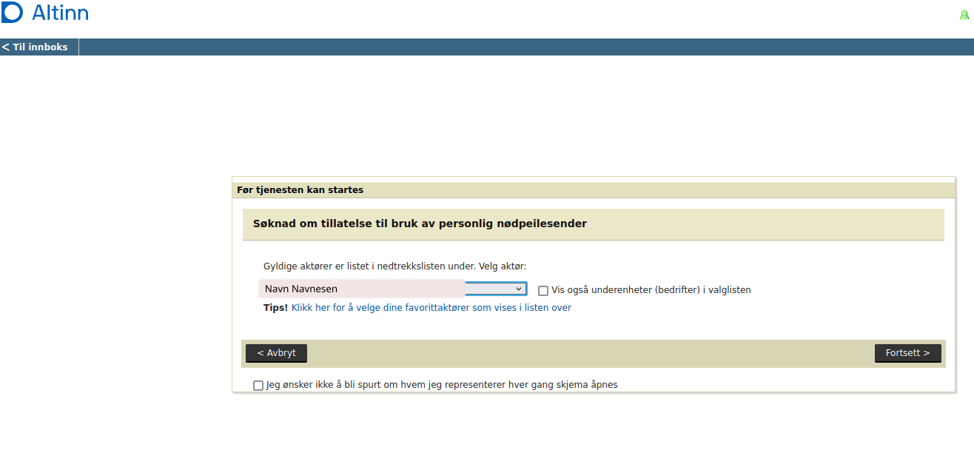 Altinn
< Til innboks
Før tjenesten kan startes
Søknad om tillatelse til bruk av personlig nødpeilesender
Gyldige aktører er listet i nedtrekkslisten under. Velg aktør:
Navn Navnesen Vis også underenheter (bedrifter) i valglisten
Tips! Klikk her for å velge dine favorittaktører som vises i listen over
< Avbryt Fortsett >
Jeg ønsker ikke å bli spurt om hvem jeg representerer hver gang skjema åpnes